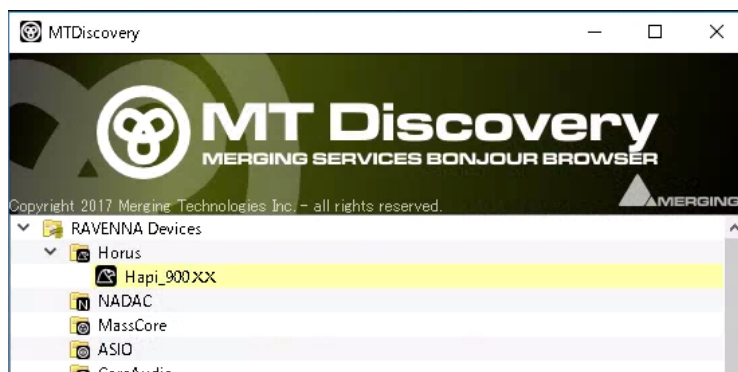 MTDiscovery
MT Discovery
MERGING SERVICES BONJOUR BROWSER
Copyright 2017 Merging Technologies Inc. - all rights reserved.
MERGING
RAVENNA Devices
Horus
Hapi_900XX
NADAC
MassCore
ASIO
CoreAudio